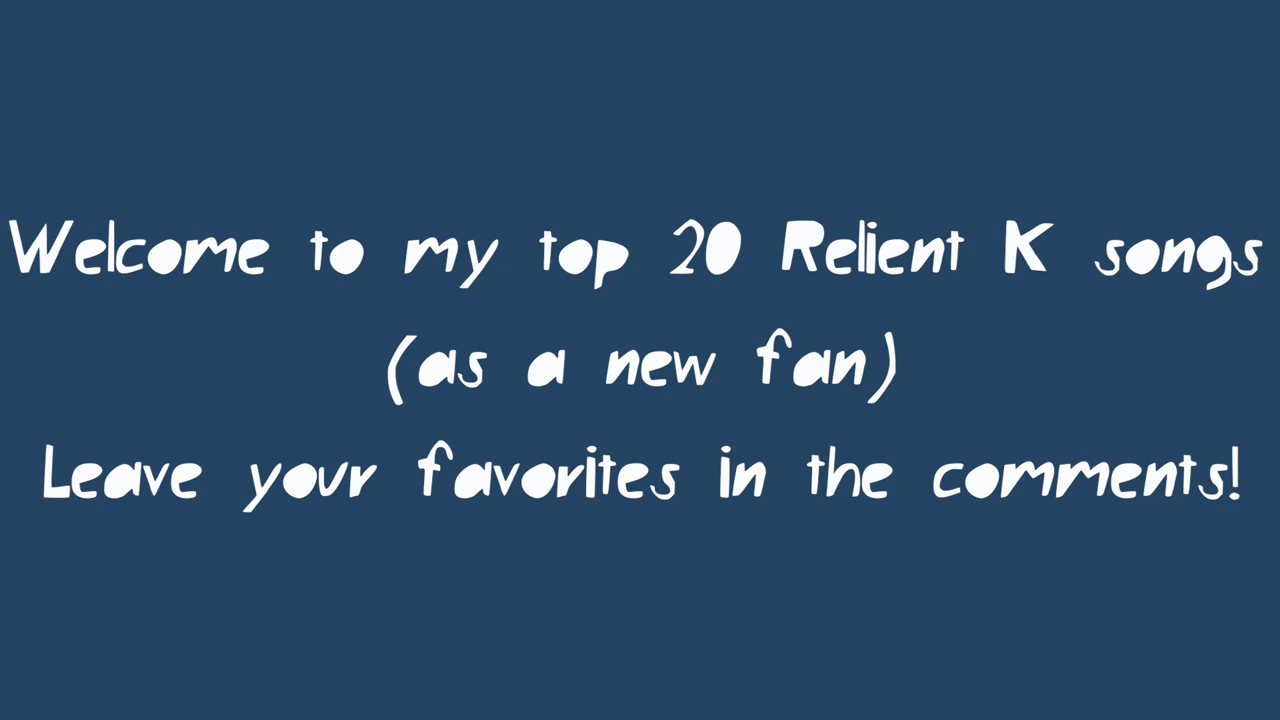 Welcome to my top 20 Relient K songs
(as a new fan)
Leave your favorites in the comments!